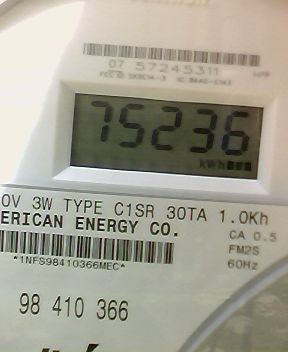 07 57245311
75236
kWh
0V 3W TYPE C1SR 30TA 1.0Kh
ERICAN ENERGY CO.
CA 0.5
FM2S
*1NFS98410366MEC*
60Hz
98 410 366